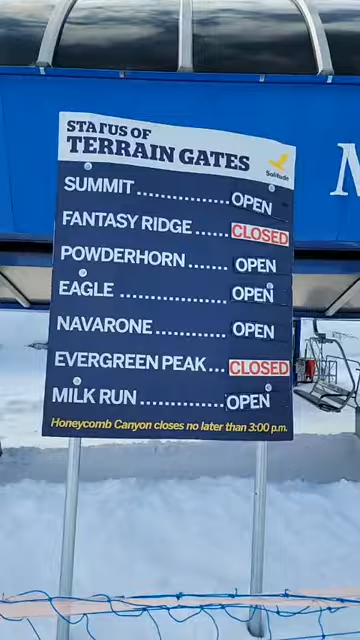 STATUS OF
TERRAIN GATES
Solitude
SUMMIT..................OPEN
FANTASY RIDGE.....CLOSED
POWDERHORN.......OPEN
EAGLE ....................OPEN
NAVARONE .............OPEN
EVERGREEN PEAK...CLOSED
MILK RUN ...............OPEN
Honeycomb Canyon closes no later than 3:00 p.m.